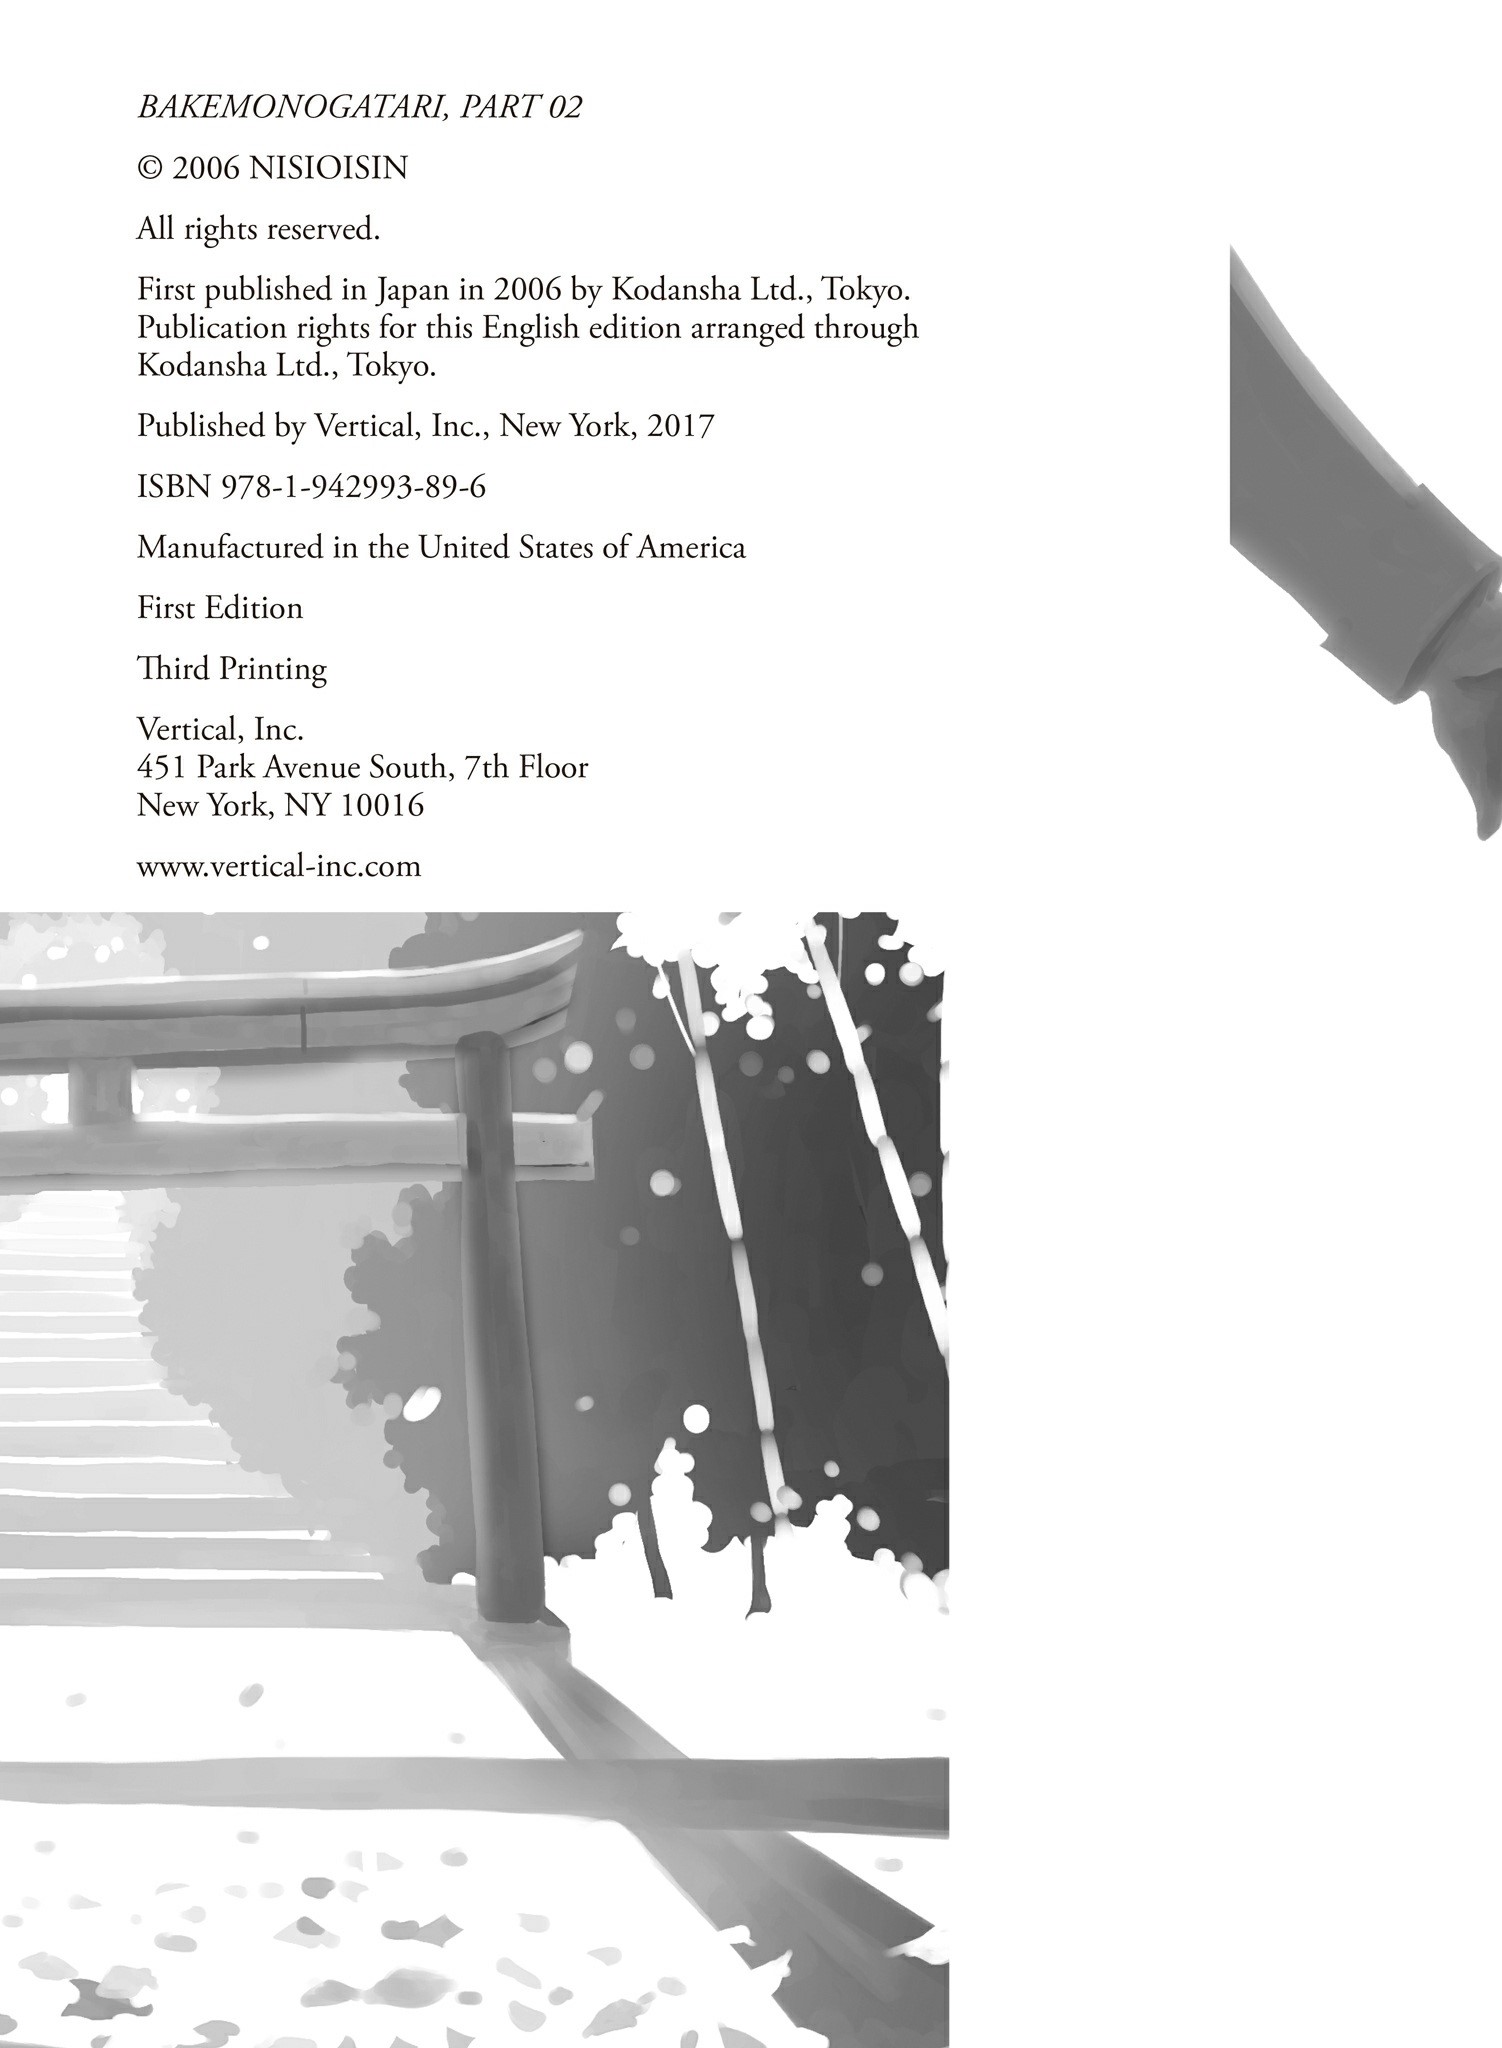 BAKEMONOGATARI, PART 02
© 2006 NISIOISIN
All rights reserved.
First published in Japan in 2006 by Kodansha Ltd., Tokyo.
Publication rights for this English edition arranged through
Kodansha Ltd., Tokyo.
Published by Vertical, Inc., New York, 2017
ISBN 978-1-942993-89-6
Manufactured in the United States of America
First Edition
Third Printing
Vertical, Inc.
451 Park Avenue South, 7th Floor
New York, NY 10016
www.vertical-inc.com